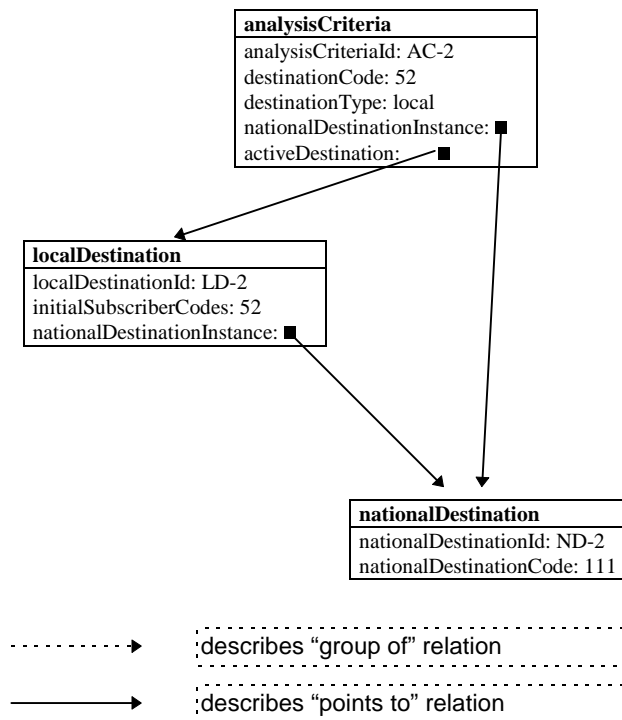 analysisCriteria
analysisCriteriaId: AC-2
destinationCode: 52
destinationType: local
nationalDestinationInstance:
activeDestination:
localDestination
localDestinationId: LD-2
initialSubscriberCodes: 52
nationalDestinationInstance:
nationalDestination
nationalDestinationId: ND-2
nationalDestinationCode: 111
describes “group of” relation
describes “points to” relation